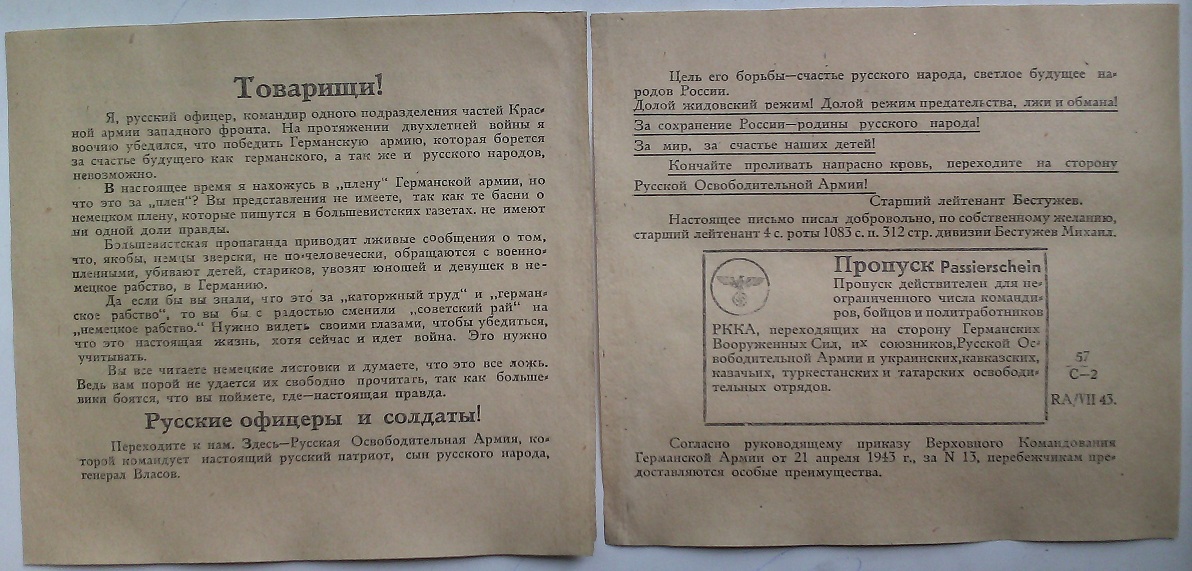 Товарищи!
Я, русский офицер, командир одного подразделения частей Крас-
ной армии западного фронта. На протяжении двухлетней войны я
воочию убедился, что победить Германскую армию, которая борется
за счастье будущего как германского, а так же и русского народов,
невозможно.
В настоящее время я нахожусь в „плену“ Германской армии, но
что это за „плен“? Вы представления не имеете, так как те басни о
немецком плену, которые пишутся в большевистских газетах. не имеют
ни одной доли правды.
Большевистская пропаганда приводит лживые сообщения о том,
что, якобы, немцы зверски, не по-человечески, обращаются с военно-
пленными, убивают детей, стариков, увозят юношей и девушек в не-
мецкое рабство, в Германию.
Да если бы вы знали, что это за „каторжный труд“ и „герман-
ское рабство“, то вы бы с радостью сменили „советский рай“ на
„немецкое рабство.“ Нужно видеть своими глазами, чтобы убедиться,
что это настоящая жизнь, хотя сейчас и идет война. Это нужно
учитывать.
Вы все читаете немецкие листовки и думаете, что это все ложь.
Ведь вам порой не удается их свободно прочитать, так как больше-
вики боятся, что вы поймете, где—настоящая правда.
Русские офицеры и солдаты!
Переходите к нам. Здесь—Русская Освободительная Армия, ко-
торой командует настоящий русский патриот, сын русского народа,
генерал Власов.
Цель его борьбы—счастье русского народа, светлое будущее на-
родов России.
Долой жидовский режим! Долой режим предательства, лжи и обмана!
За сохранение России—родины русского народа!
За мир, за счастье наших детей!
Кончайте проливать напрасно кровь, переходите на сторону
Русской Освободительной Армии!
Старший лейтенант Бестужев.
Настоящее письмо писал добровольно, по собственному желанию,
старший лейтенант 4 с. роты 1083 с. п. 312 стр. дивизии Бестужев Михаил.
Пропуск Passierschein
Пропуск действителен для не-
ограниченного числа команди-
ров, бойцов и политработников
РККА, переходящих на сторону Германских
Вооруженных Сил, их союзников,Русской Ос-
вободительной Армии и украинских,кавказских,
казачьих, туркестанских и татарских освободи-
тельных отрядов.
57
С—2
RA/VII 43.
Согласно руководящему приказу Верховного Командования
Германской Армии от 21 апреля 1943 г., за N 13, перебежчикам пре-
доставляются особые преимущества.